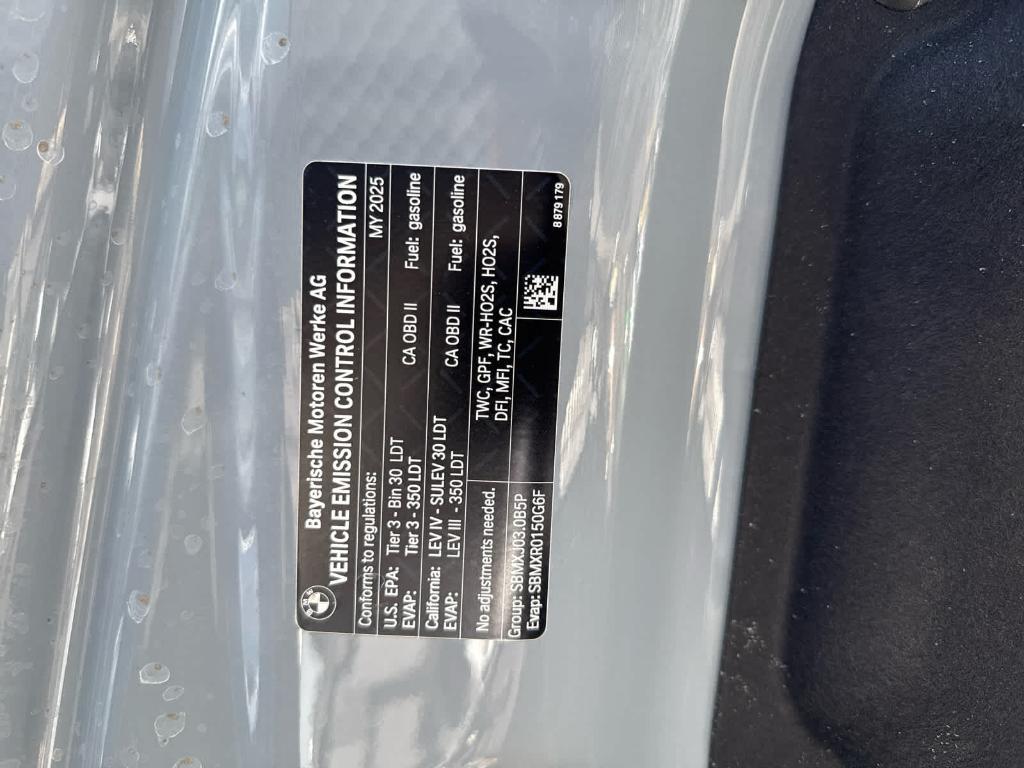 Bayerische Motoren Werke AG
VEHICLE EMISSION CONTROL INFORMATION
Conforms to regulations: MY 2025
U.S. EPA: Tier 3 - Bin 30 LDT CA OBD II Fuel: gasoline
EVAP: Tier 3 - 350 LDT
California: LEV IV - SULEV 30 LDT CA OBD II Fuel: gasoline
EVAP: LEV III - 350 LDT
No adjustments needed. TWC, GPF, WR-HO2S, HO2S,
DFI, MFI, TC, CAC
Group: SBMXJ03.0B5P
Evap: SBMXR0150G6F
8 879 179